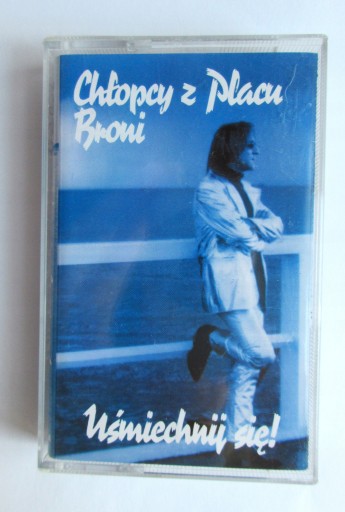 Chłopcy z Placu
Broni
Uśmiechnij się!